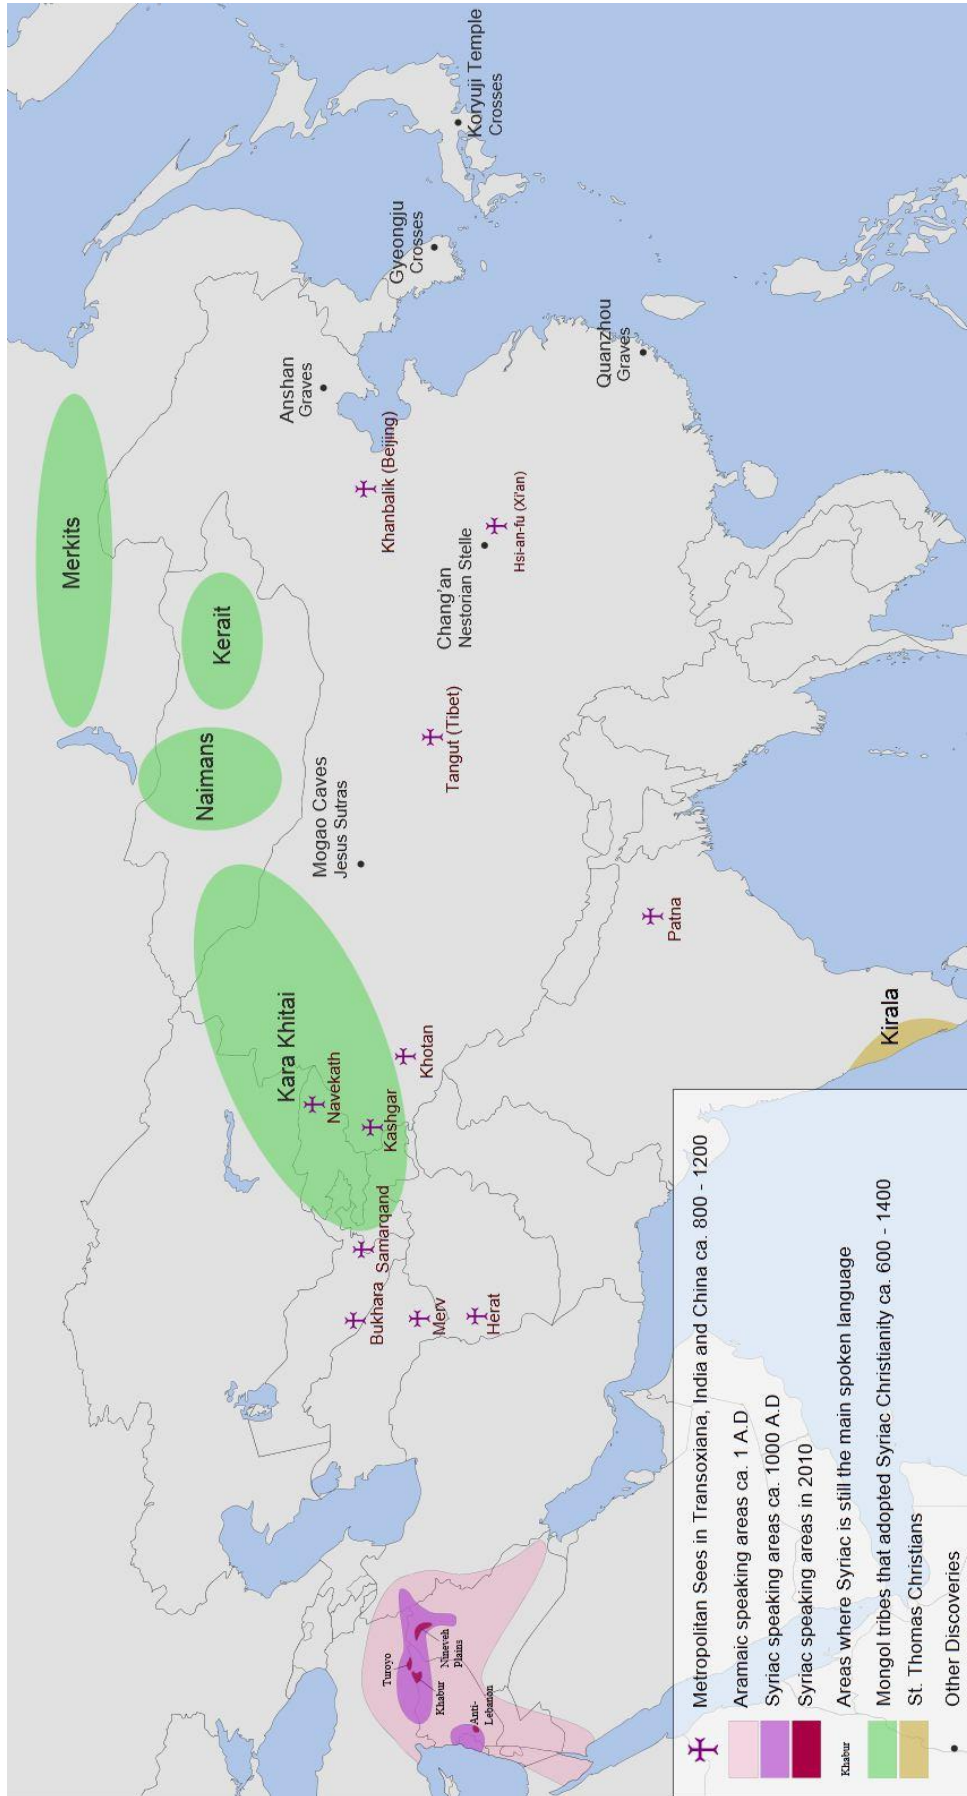 Merkits
Naimans
Kerait
Kara Khitai
Navekath
Kashgar
Khotan
Samarqand
Bukhara
Merv
Herat
Mogao Caves
Jesus Sutras
Tangut (Tibet)
Chang'an
Nestorian Stelle
Hsi-an-fu (Xi'an)
Khanbalik (Beijing)
Anshan
Graves
Gyeongju
Crosses
Koryuji Temple
Crosses
Quanzhou
Graves
Patna
Kirala
Turoyo
Khabur
Nineveh
plains
Anti-
Lebanon
Metropolitan Sees in Transoxiana, India and China ca. 800 - 1200
Aramaic speaking areas ca. 1 A.D
Syriac speaking areas ca. 1000 A.D
Syriac speaking areas in 2010
Khabur Areas where Syriac is still the main spoken language
Mongol tribes that adopted Syriac Christianity ca. 600 - 1400
St. Thomas Christians
Other Discoveries